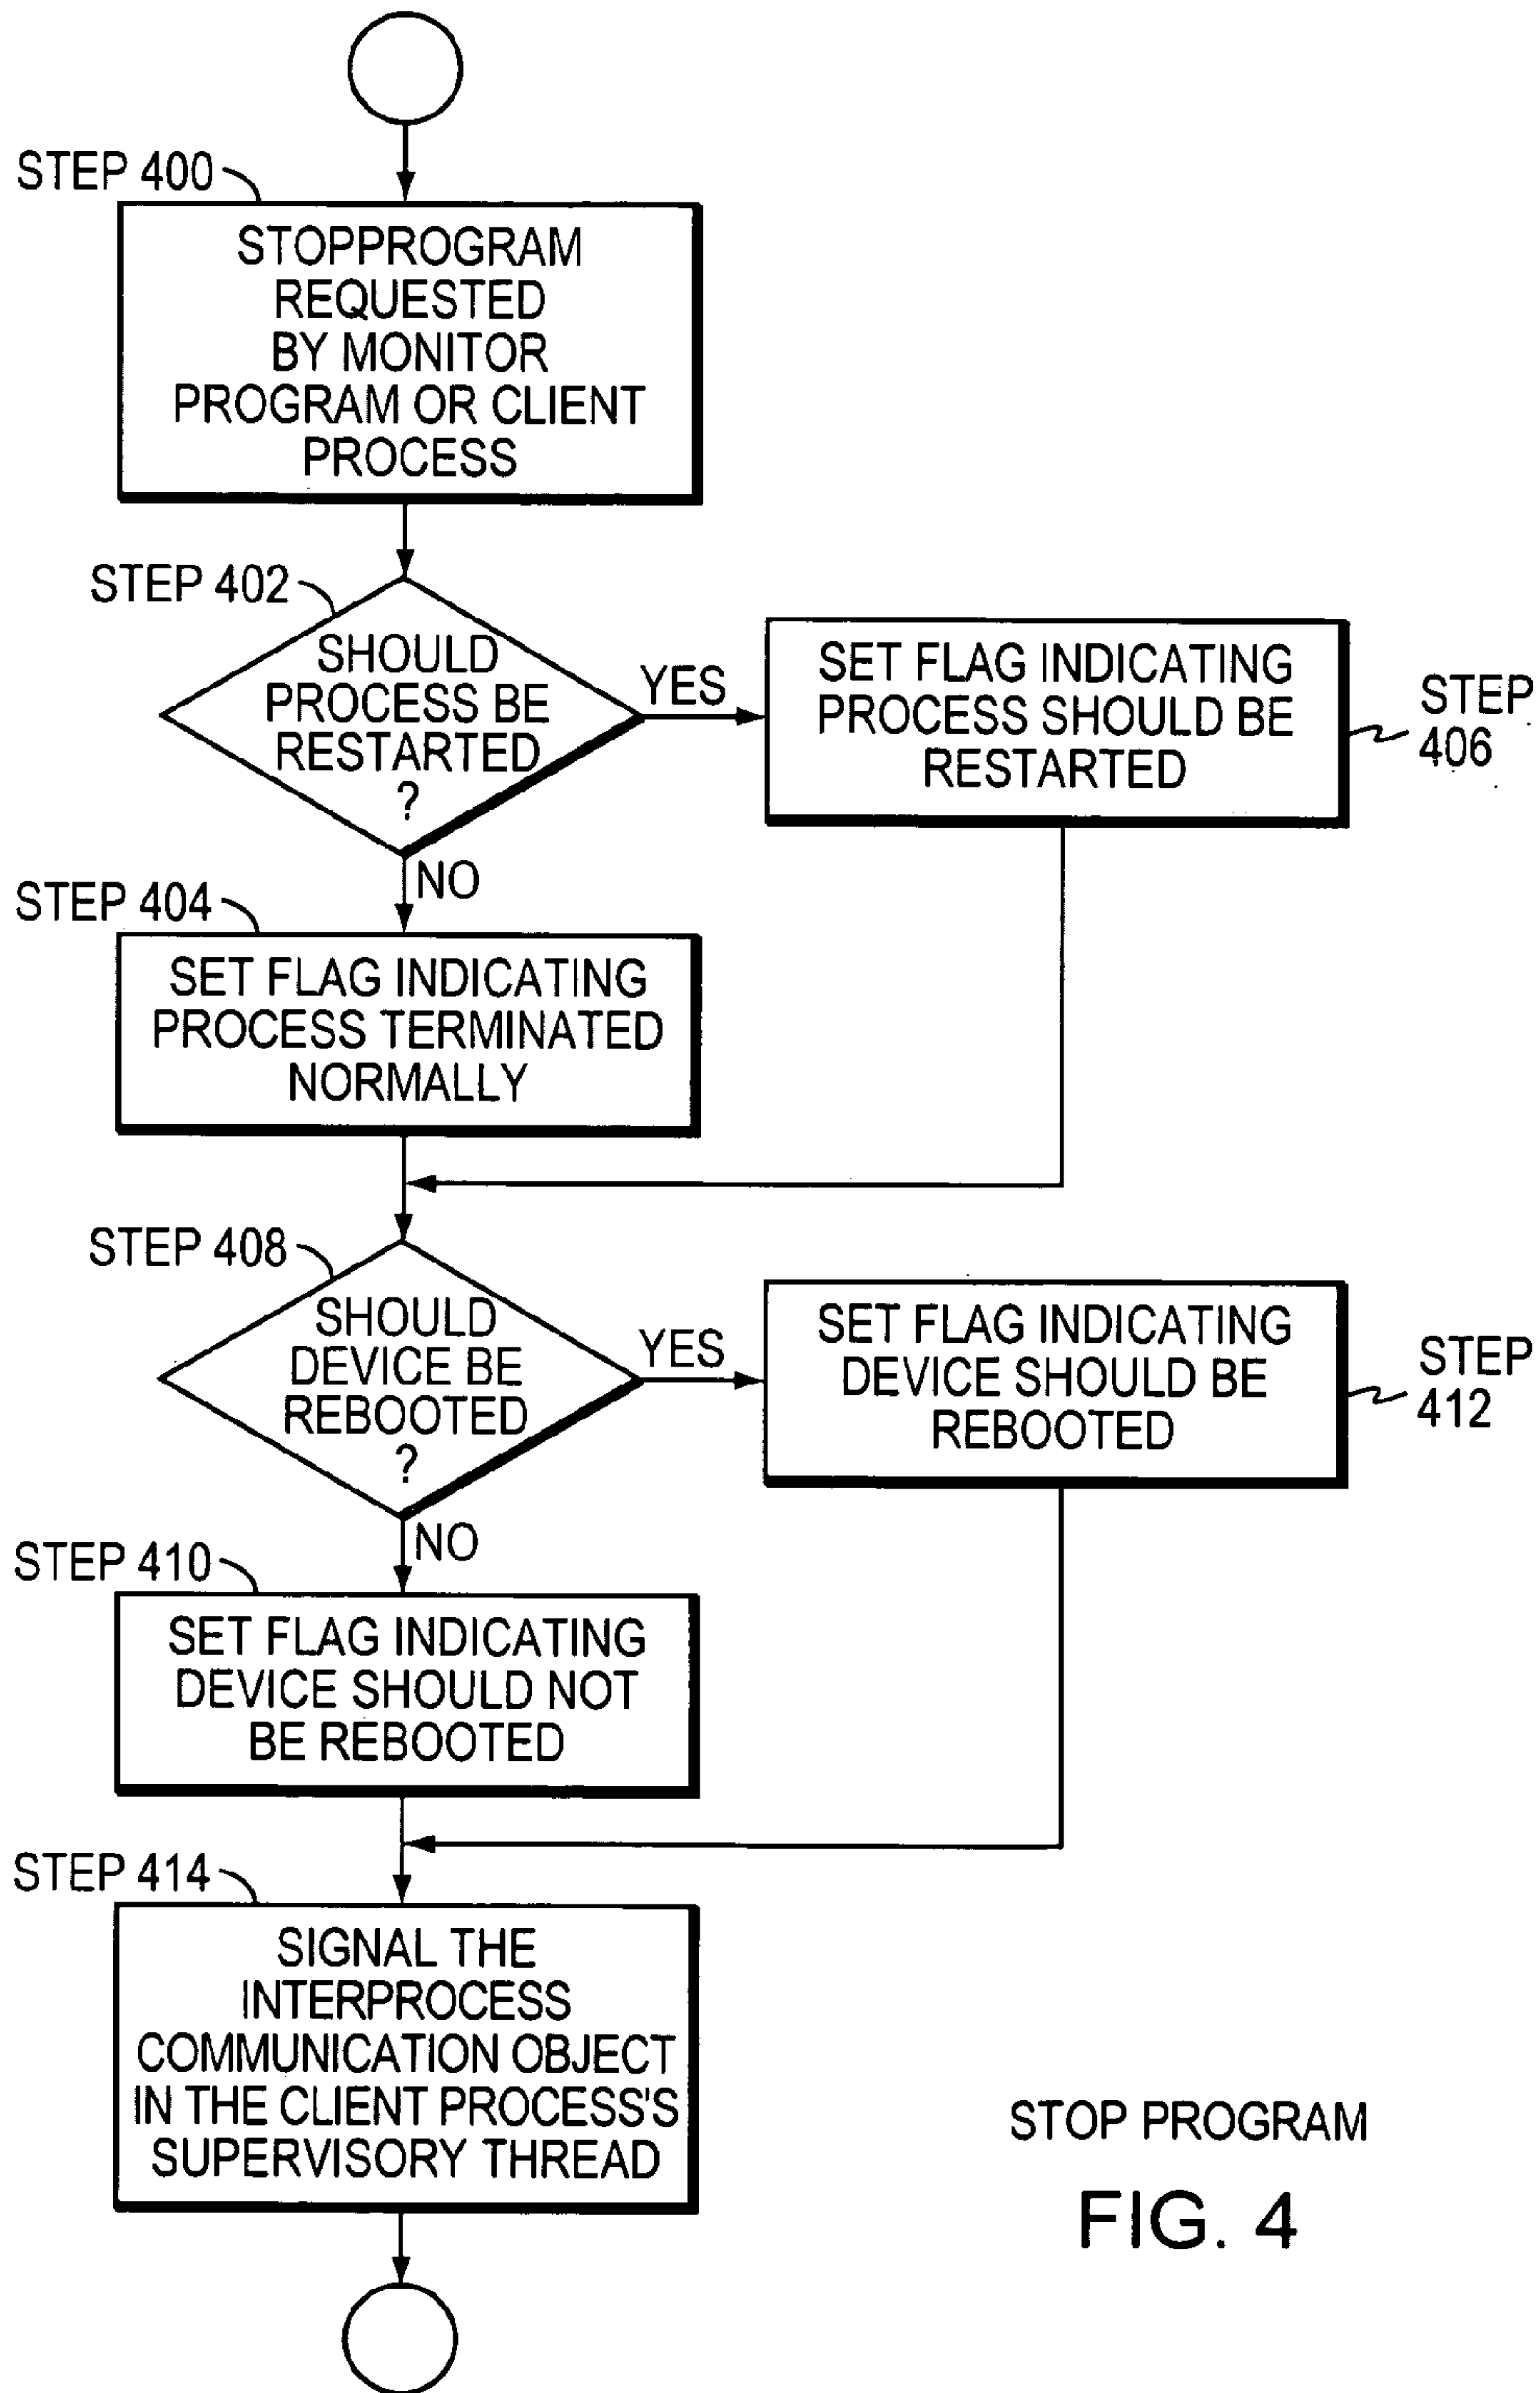 STEP 400
STOPPROGRAM
REQUESTED
BY MONITOR
PROGRAM OR CLIENT
PROCESS
STEP 402
SHOULD
PROCESS BE
RESTARTED
?
YES
SET FLAG INDICATING
PROCESS SHOULD BE
RESTARTED
STEP
406
NO
STEP 404
SET FLAG INDICATING
PROCESS TERMINATED
NORMALLY
STEP 408
SHOULD
DEVICE BE
REBOOTED
?
YES
SET FLAG INDICATING
DEVICE SHOULD BE
REBOOTED
STEP
412
NO
STEP 410
SET FLAG INDICATING
DEVICE SHOULD NOT
BE REBOOTED
STEP 414
SIGNAL THE
INTERPROCESS
COMMUNICATION OBJECT
IN THE CLIENT PROCESS'S
SUPERVISORY THREAD
STOP PROGRAM
FIG. 4